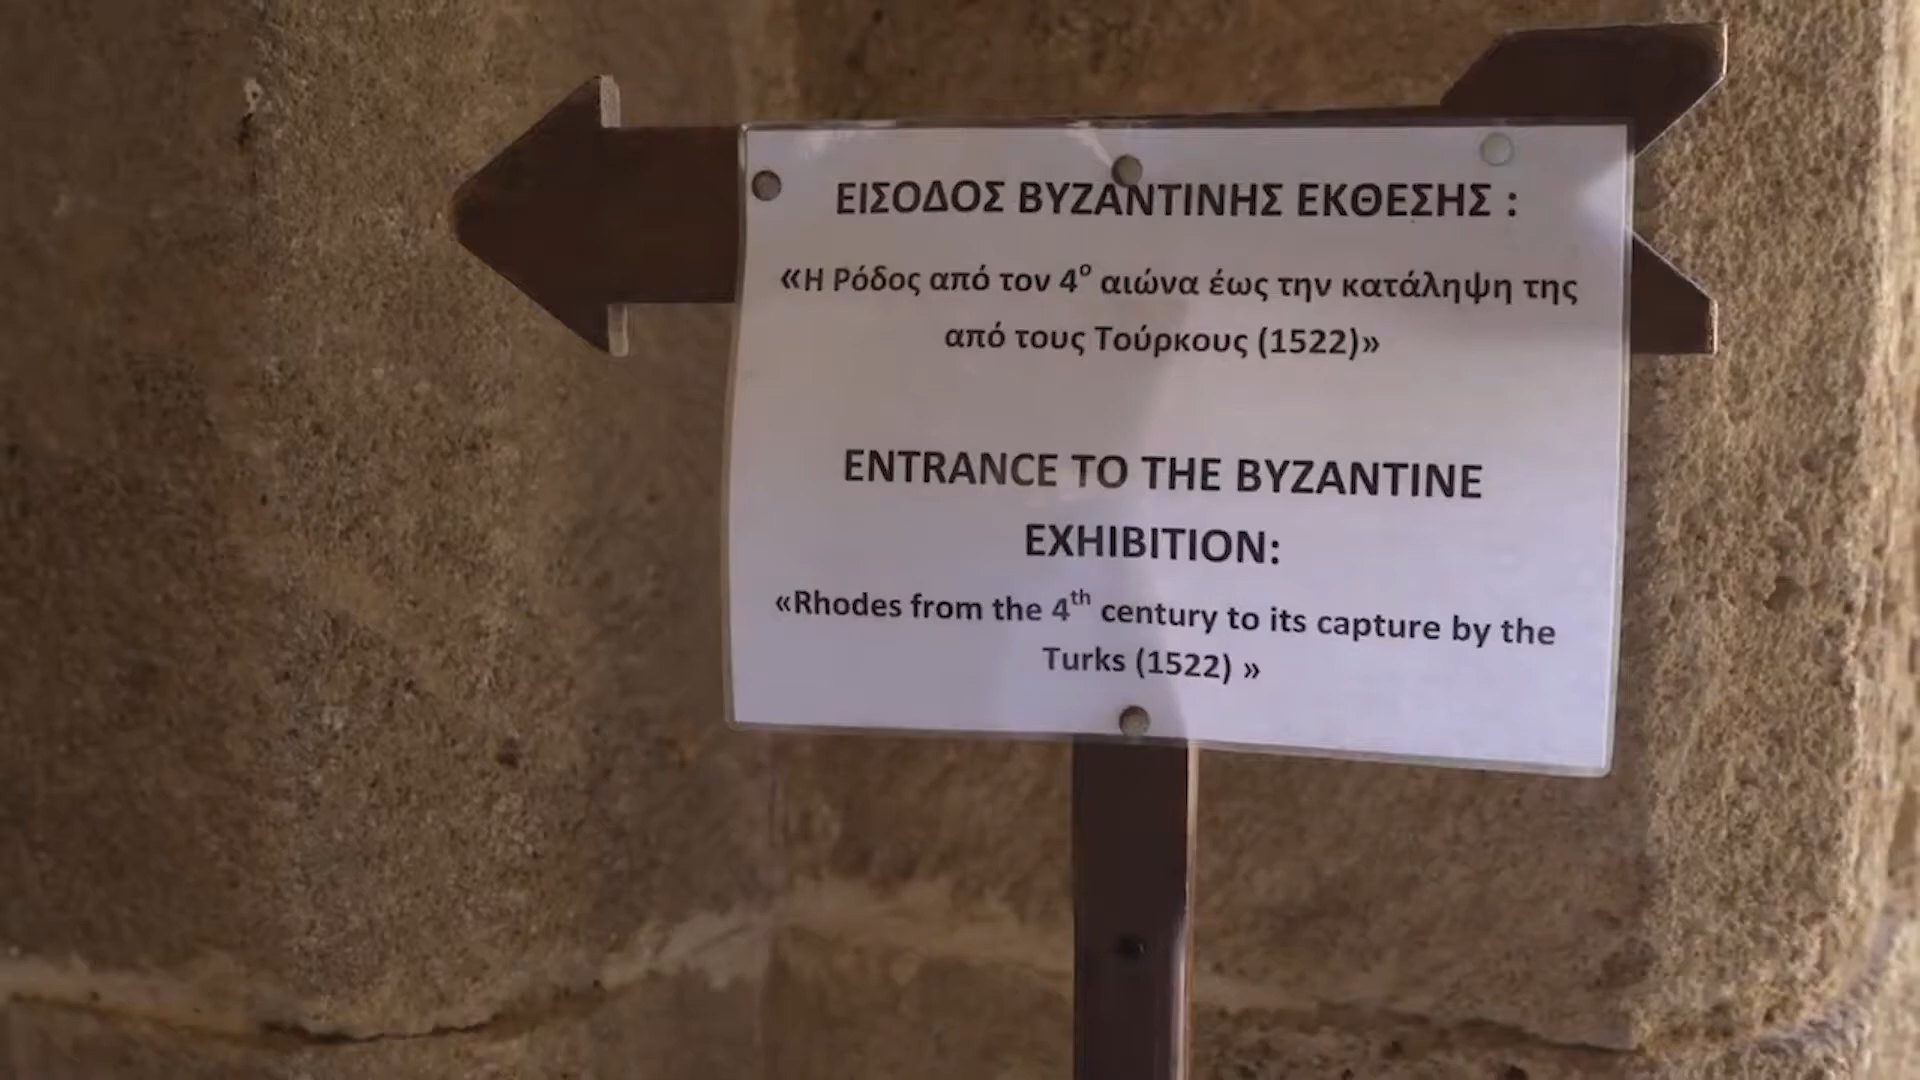 ΕΙΣΟΔΟΣ ΒΥΖΑΝΤΙΝΗΣ ΕΚΘΕΣΗΣ :
«Η Ρόδος από τον 4ο αιώνα έως την κατάληψη της
από τους Τούρκους (1522)»
ENTRANCE TO THE BYZANTINE
EXHIBITION:
«Rhodes from the 4th century to its capture by the
Turks (1522) »